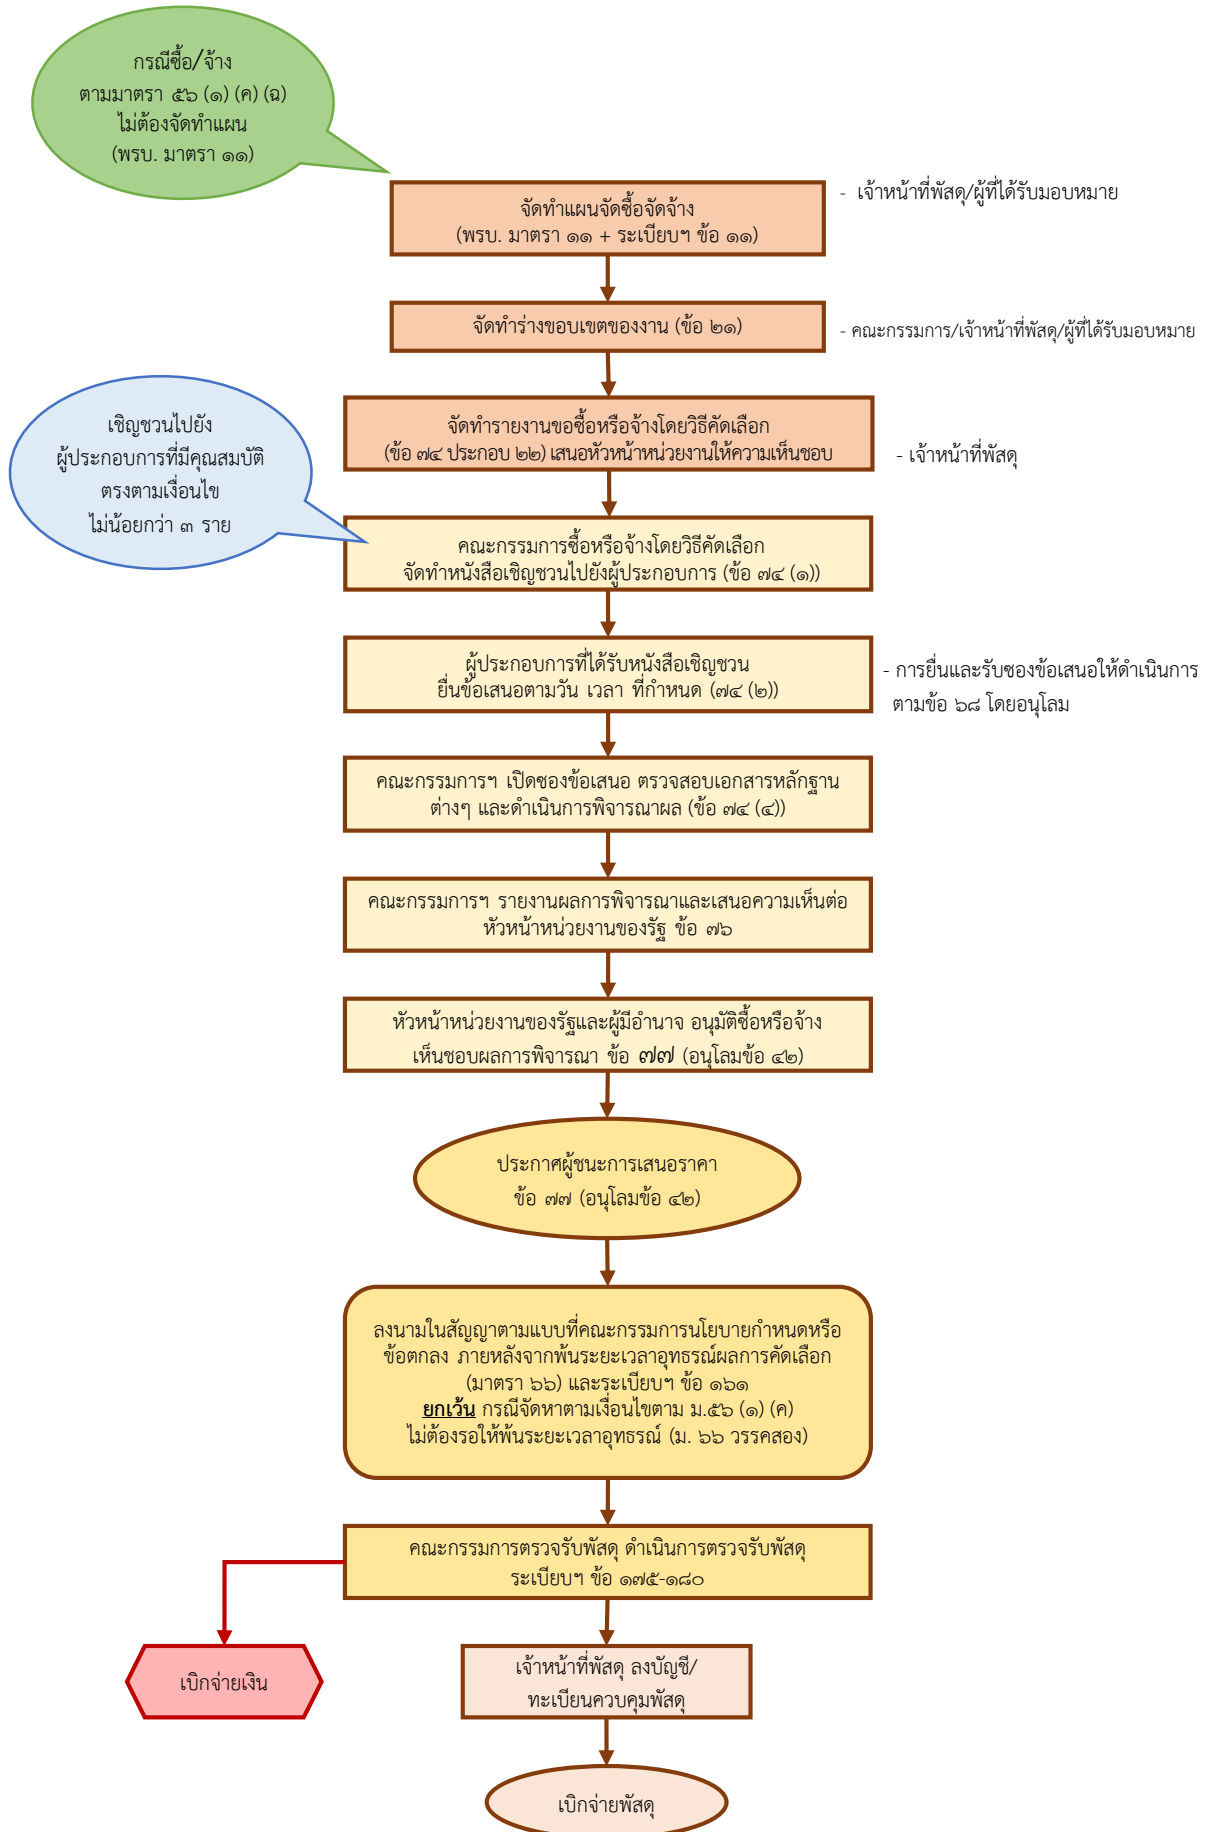 กรณีซื้อ/จ้าง
ตามมาตรา ๕๖ (๑) (ค) (ฉ)
ไม่ต้องจัดทำแผน
(พรบ. มาตรา ๑๑)
จัดทำแผนจัดซื้อจัดจ้าง
(พรบ. มาตรา ๑๑ + ระเบียบฯ ข้อ ๑๑)
- เจ้าหน้าที่พัสดุ/ผู้ที่ได้รับมอบหมาย
จัดทำร่างขอบเขตของงาน (ข้อ ๒๑)
- คณะกรรมการ/เจ้าหน้าที่พัสดุ/ผู้ที่ได้รับมอบหมาย
จัดทำรายงานขอซื้อหรือจ้างโดยวิธีคัดเลือก
(ข้อ ๗๔ ประกอบ ๒๒) เสนอหัวหน้าหน่วยงานให้ความเห็นชอบ
- เจ้าหน้าที่พัสดุ
เชิญชวนไปยัง
ผู้ประกอบการที่มีคุณสมบัติ
ตรงตามเงื่อนไข
ไม่น้อยกว่า ๓ ราย
คณะกรรมการซื้อหรือจ้างโดยวิธีคัดเลือก
จัดทำหนังสือเชิญชวนไปยังผู้ประกอบการ (ข้อ ๗๔ (๑))
ผู้ประกอบการที่ได้รับหนังสือเชิญชวน
ยื่นข้อเสนอตามวัน เวลา ที่กำหนด (๗๔ (๒))
- การยื่นและรับซองข้อเสนอให้ดำเนินการ
ตามข้อ ๖๘ โดยอนุโลม
คณะกรรมการฯ เปิดซองข้อเสนอ ตรวจสอบเอกสารหลักฐาน
ต่างๆ และดำเนินการพิจารณาผล (ข้อ ๗๔ (๔))
คณะกรรมการฯ รายงานผลการพิจารณาและเสนอความเห็นต่อ
หัวหน้าหน่วยงานของรัฐ ข้อ ๗๖
หัวหน้าหน่วยงานของรัฐและผู้มีอำนาจ อนุมัติซื้อหรือจ้าง
เห็นชอบผลการพิจารณา ข้อ ๗๗ (อนุโลมข้อ ๔๒)
ประกาศผู้ชนะการเสนอราคา
ข้อ ๗๗ (อนุโลมข้อ ๔๒)
ลงนามในสัญญาตามแบบที่คณะกรรมการนโยบายกำหนดหรือ
ข้อตกลง ภายหลังจากพ้นระยะเวลาอุทธรณ์ผลการคัดเลือก
(มาตรา ๖๖) และระเบียบฯ ข้อ ๑๖๑
ยกเว้น กรณีจัดหาตามเงื่อนไขตาม ม.๕๖ (๑) (ค)
ไม่ต้องรอให้พ้นระยะเวลาอุทธรณ์ (ม. ๖๖ วรรคสอง)
คณะกรรมการตรวจรับพัสดุ ดำเนินการตรวจรับพัสดุ
ระเบียบฯ ข้อ ๑๗๕-๑๘๐
เบิกจ่ายเงิน
เจ้าหน้าที่พัสดุ ลงบัญชี/
ทะเบียนควบคุมพัสดุ
เบิกจ่ายพัสดุ